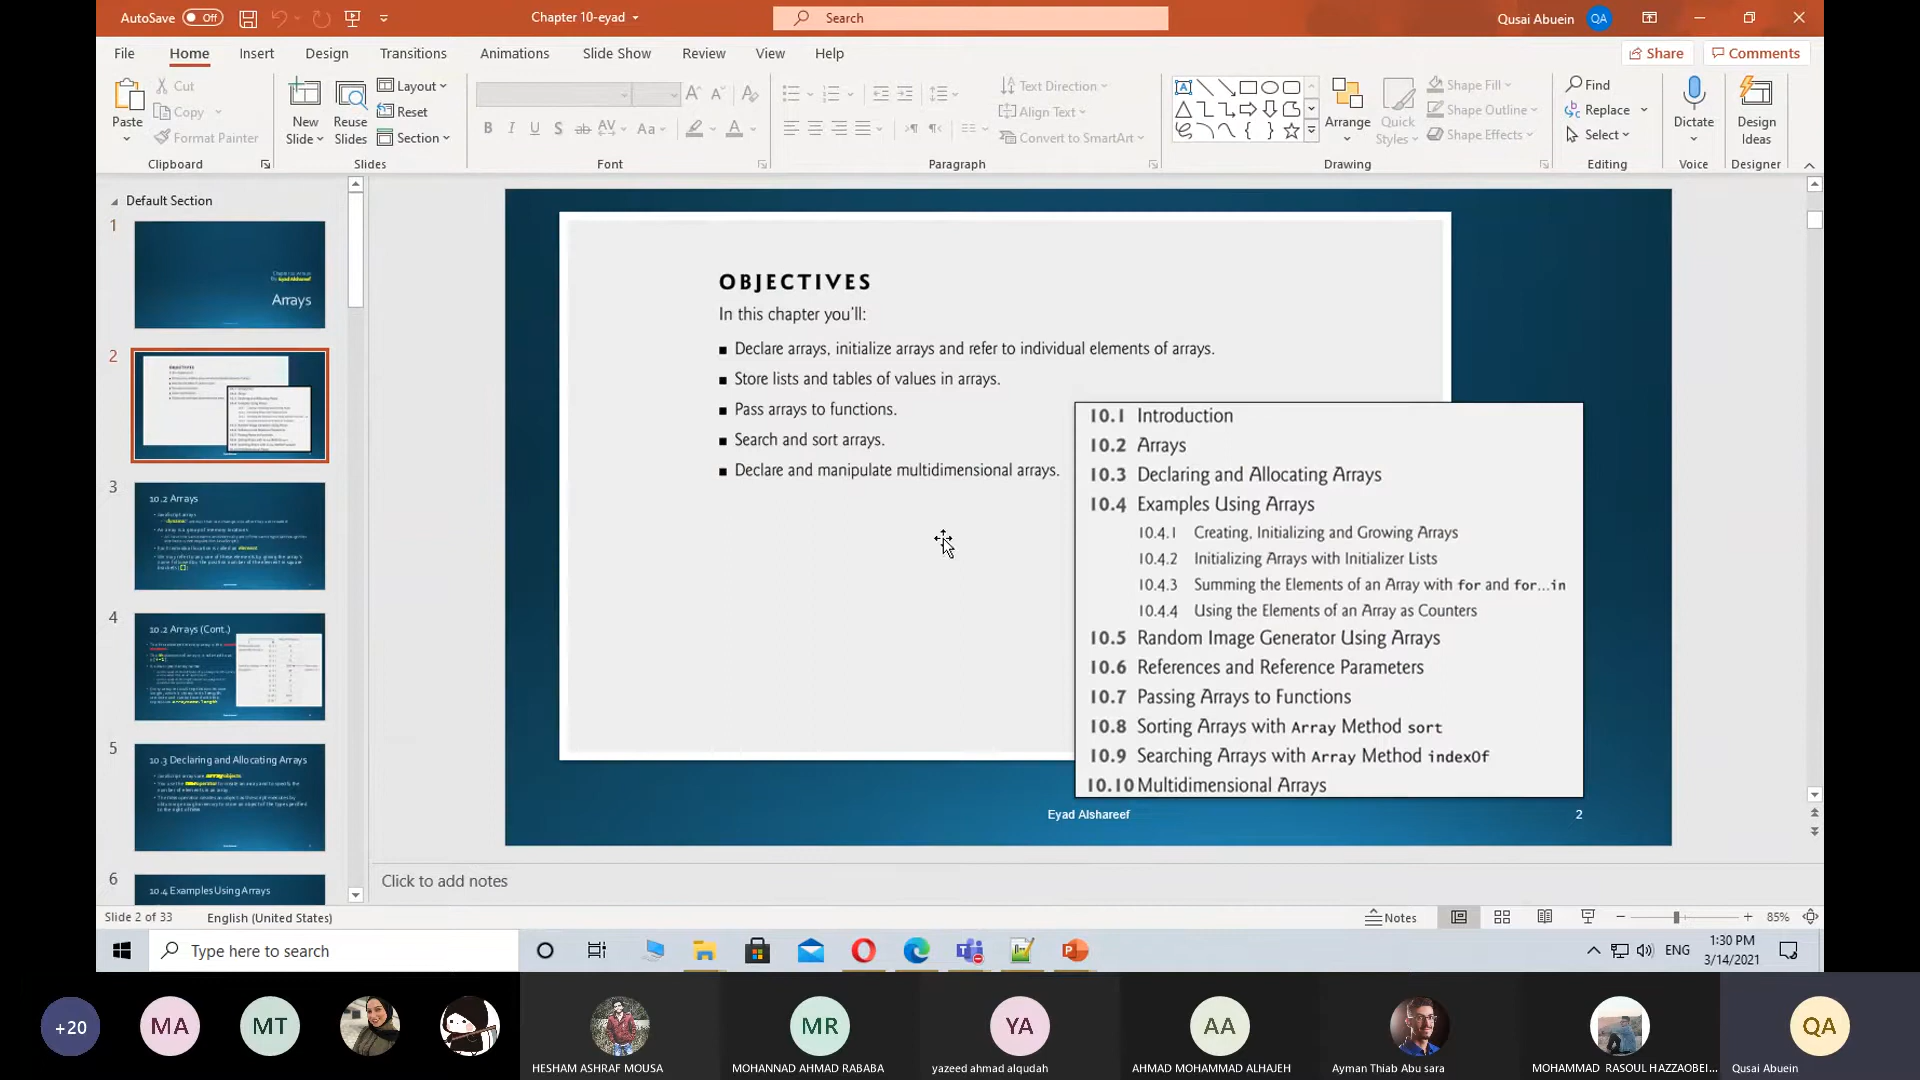 AutoSave Off
Chapter 10-eyad
Search
Qusai Abuein QA
File Home Insert Design Transitions Animations Slide Show Review View Help
Share Comments
Paste
Cut
Copy
Format Painter
Clipboard
New Slide
Reuse Slides
Layout
Reset
Section
Slides
Font
Text Direction
Align Text
Convert to SmartArt
Paragraph
Arrange
Quick Styles
Shape Fill
Shape Outline
Shape Effects
Drawing
Find
Replace
Select
Editing
Dictate
Voice
Design Ideas
Designer
Default Section
1
Eyad Alshareef
Arrays
2
OBJECTIVES
3
10.2 Arrays
4
10.2 Arrays (Cont.)
5
10.3 Declaring and Allocating Arrays
6
10.4 Examples Using Arrays
OBJECTIVES
In this chapter you'll:
■ Declare arrays, initialize arrays and refer to individual elements of arrays.
■ Store lists and tables of values in arrays.
■ Pass arrays to functions.
■ Search and sort arrays.
■ Declare and manipulate multidimensional arrays.
10.1 Introduction
10.2 Arrays
10.3 Declaring and Allocating Arrays
10.4 Examples Using Arrays
10.4.1 Creating, Initializing and Growing Arrays
10.4.2 Initializing Arrays with Initializer Lists
10.4.3 Summing the Elements of an Array with for and for...in
10.4.4 Using the Elements of an Array as Counters
10.5 Random Image Generator Using Arrays
10.6 References and Reference Parameters
10.7 Passing Arrays to Functions
10.8 Sorting Arrays with Array Method sort
10.9 Searching Arrays with Array Method indexOf
10.10 Multidimensional Arrays
Eyad Alshareef
2
Click to add notes
Slide 2 of 33
English (United States)
Notes
85%
Type here to search
ENG
1:30 PM
3/14/2021
+20
MA
MT
MR
YA
AA
QA
HESHAM ASHRAF MOUSA
MOHANNAD AHMAD RABABA
yazeed ahmad alqudah
AHMAD MOHAMMAD ALHAJEH
Ayman Thiab Abu sara
MOHAMMAD RASOUL HAZZAOBEI...
Qusai Abuein